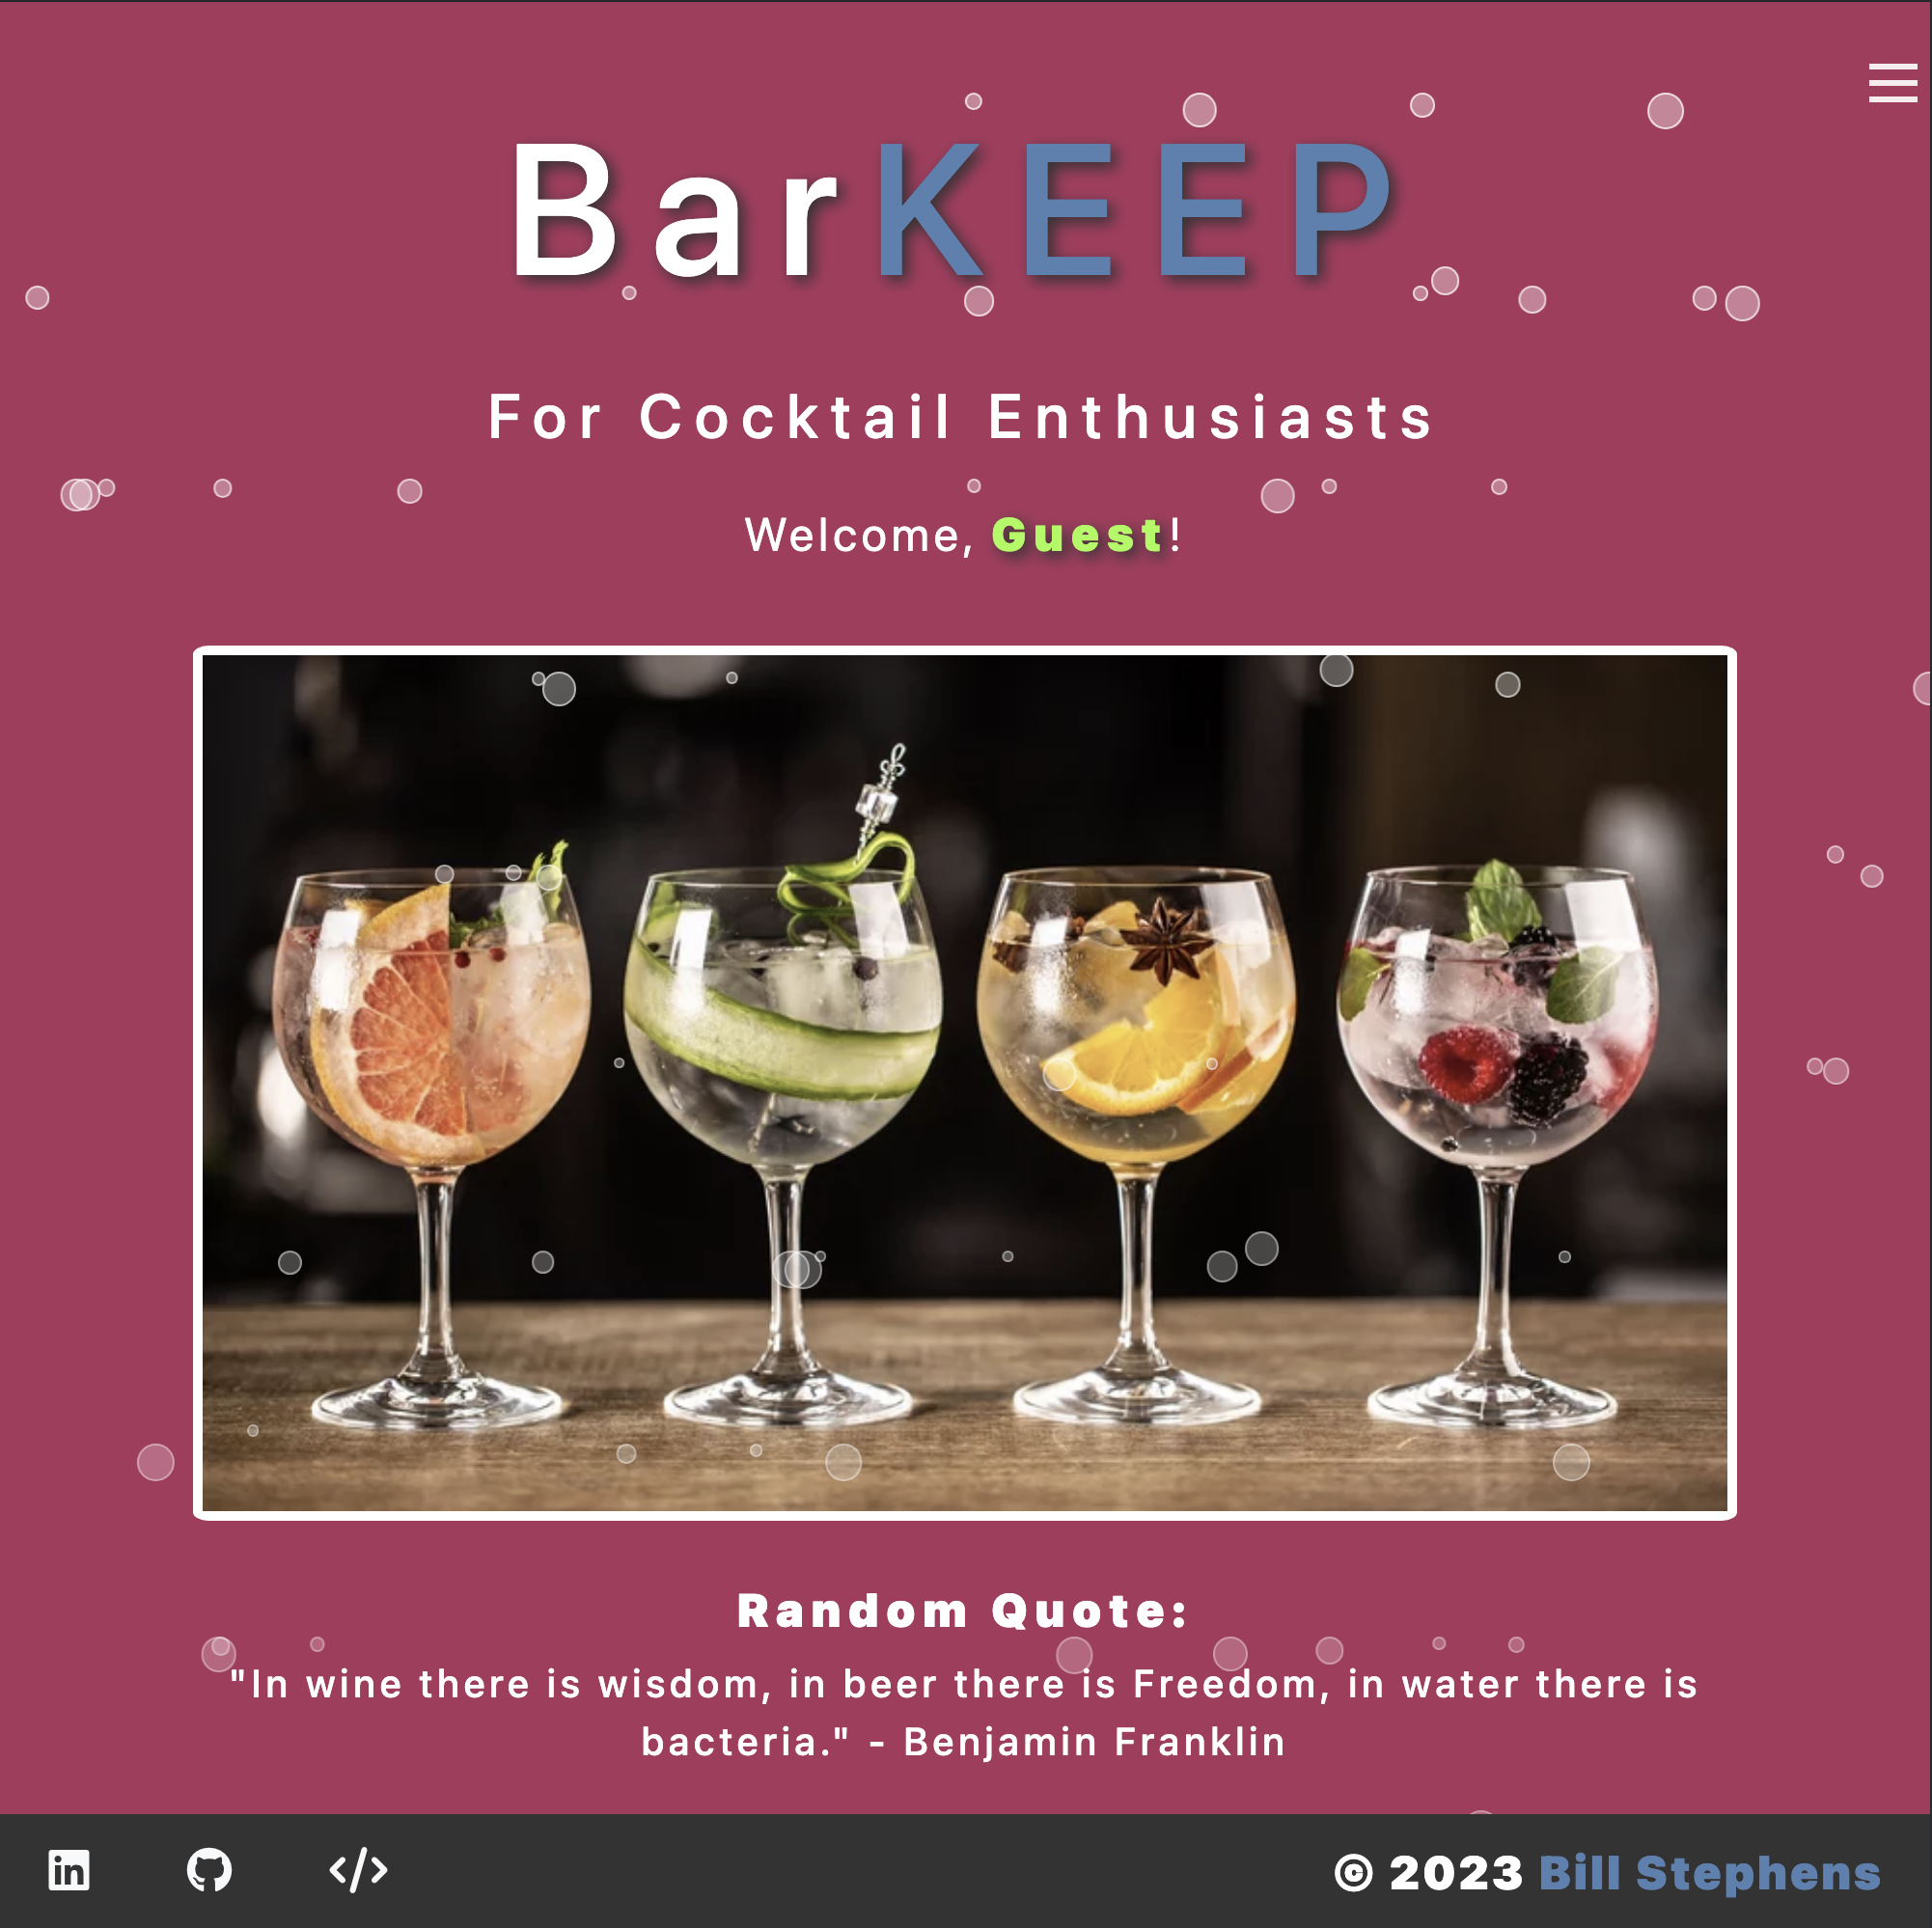 BarKEEP
For Cocktail Enthusiasts
Welcome, Guest!
Random Quote:
"In wine there is wisdom, in beer there is Freedom, in water there is
bacteria." - Benjamin Franklin
in </> © 2023 Bill Stephens